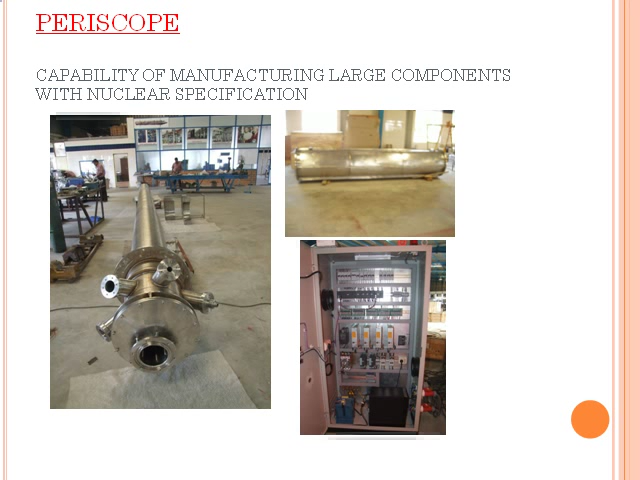 PERISCOPE
CAPABILITY OF MANUFACTURING LARGE COMPONENTS
WITH NUCLEAR SPECIFICATION